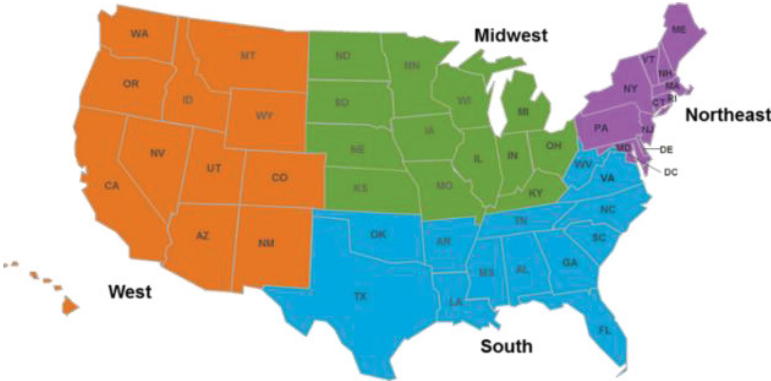 Midwest
Northeast
West
South
WA
OR
CA
NV
ID
MT
WY
UT
CO
AZ
NM
ND
SD
NE
KS
MN
IA
MO
WI
IL
IN
MI
OH
KY
OK
TX
AR
LA
MS
AL
TN
GA
FL
SC
NC
VA
WV
ME
VT
NH
MA
RI
CT
NY
PA
NJ
MD
DE
DC